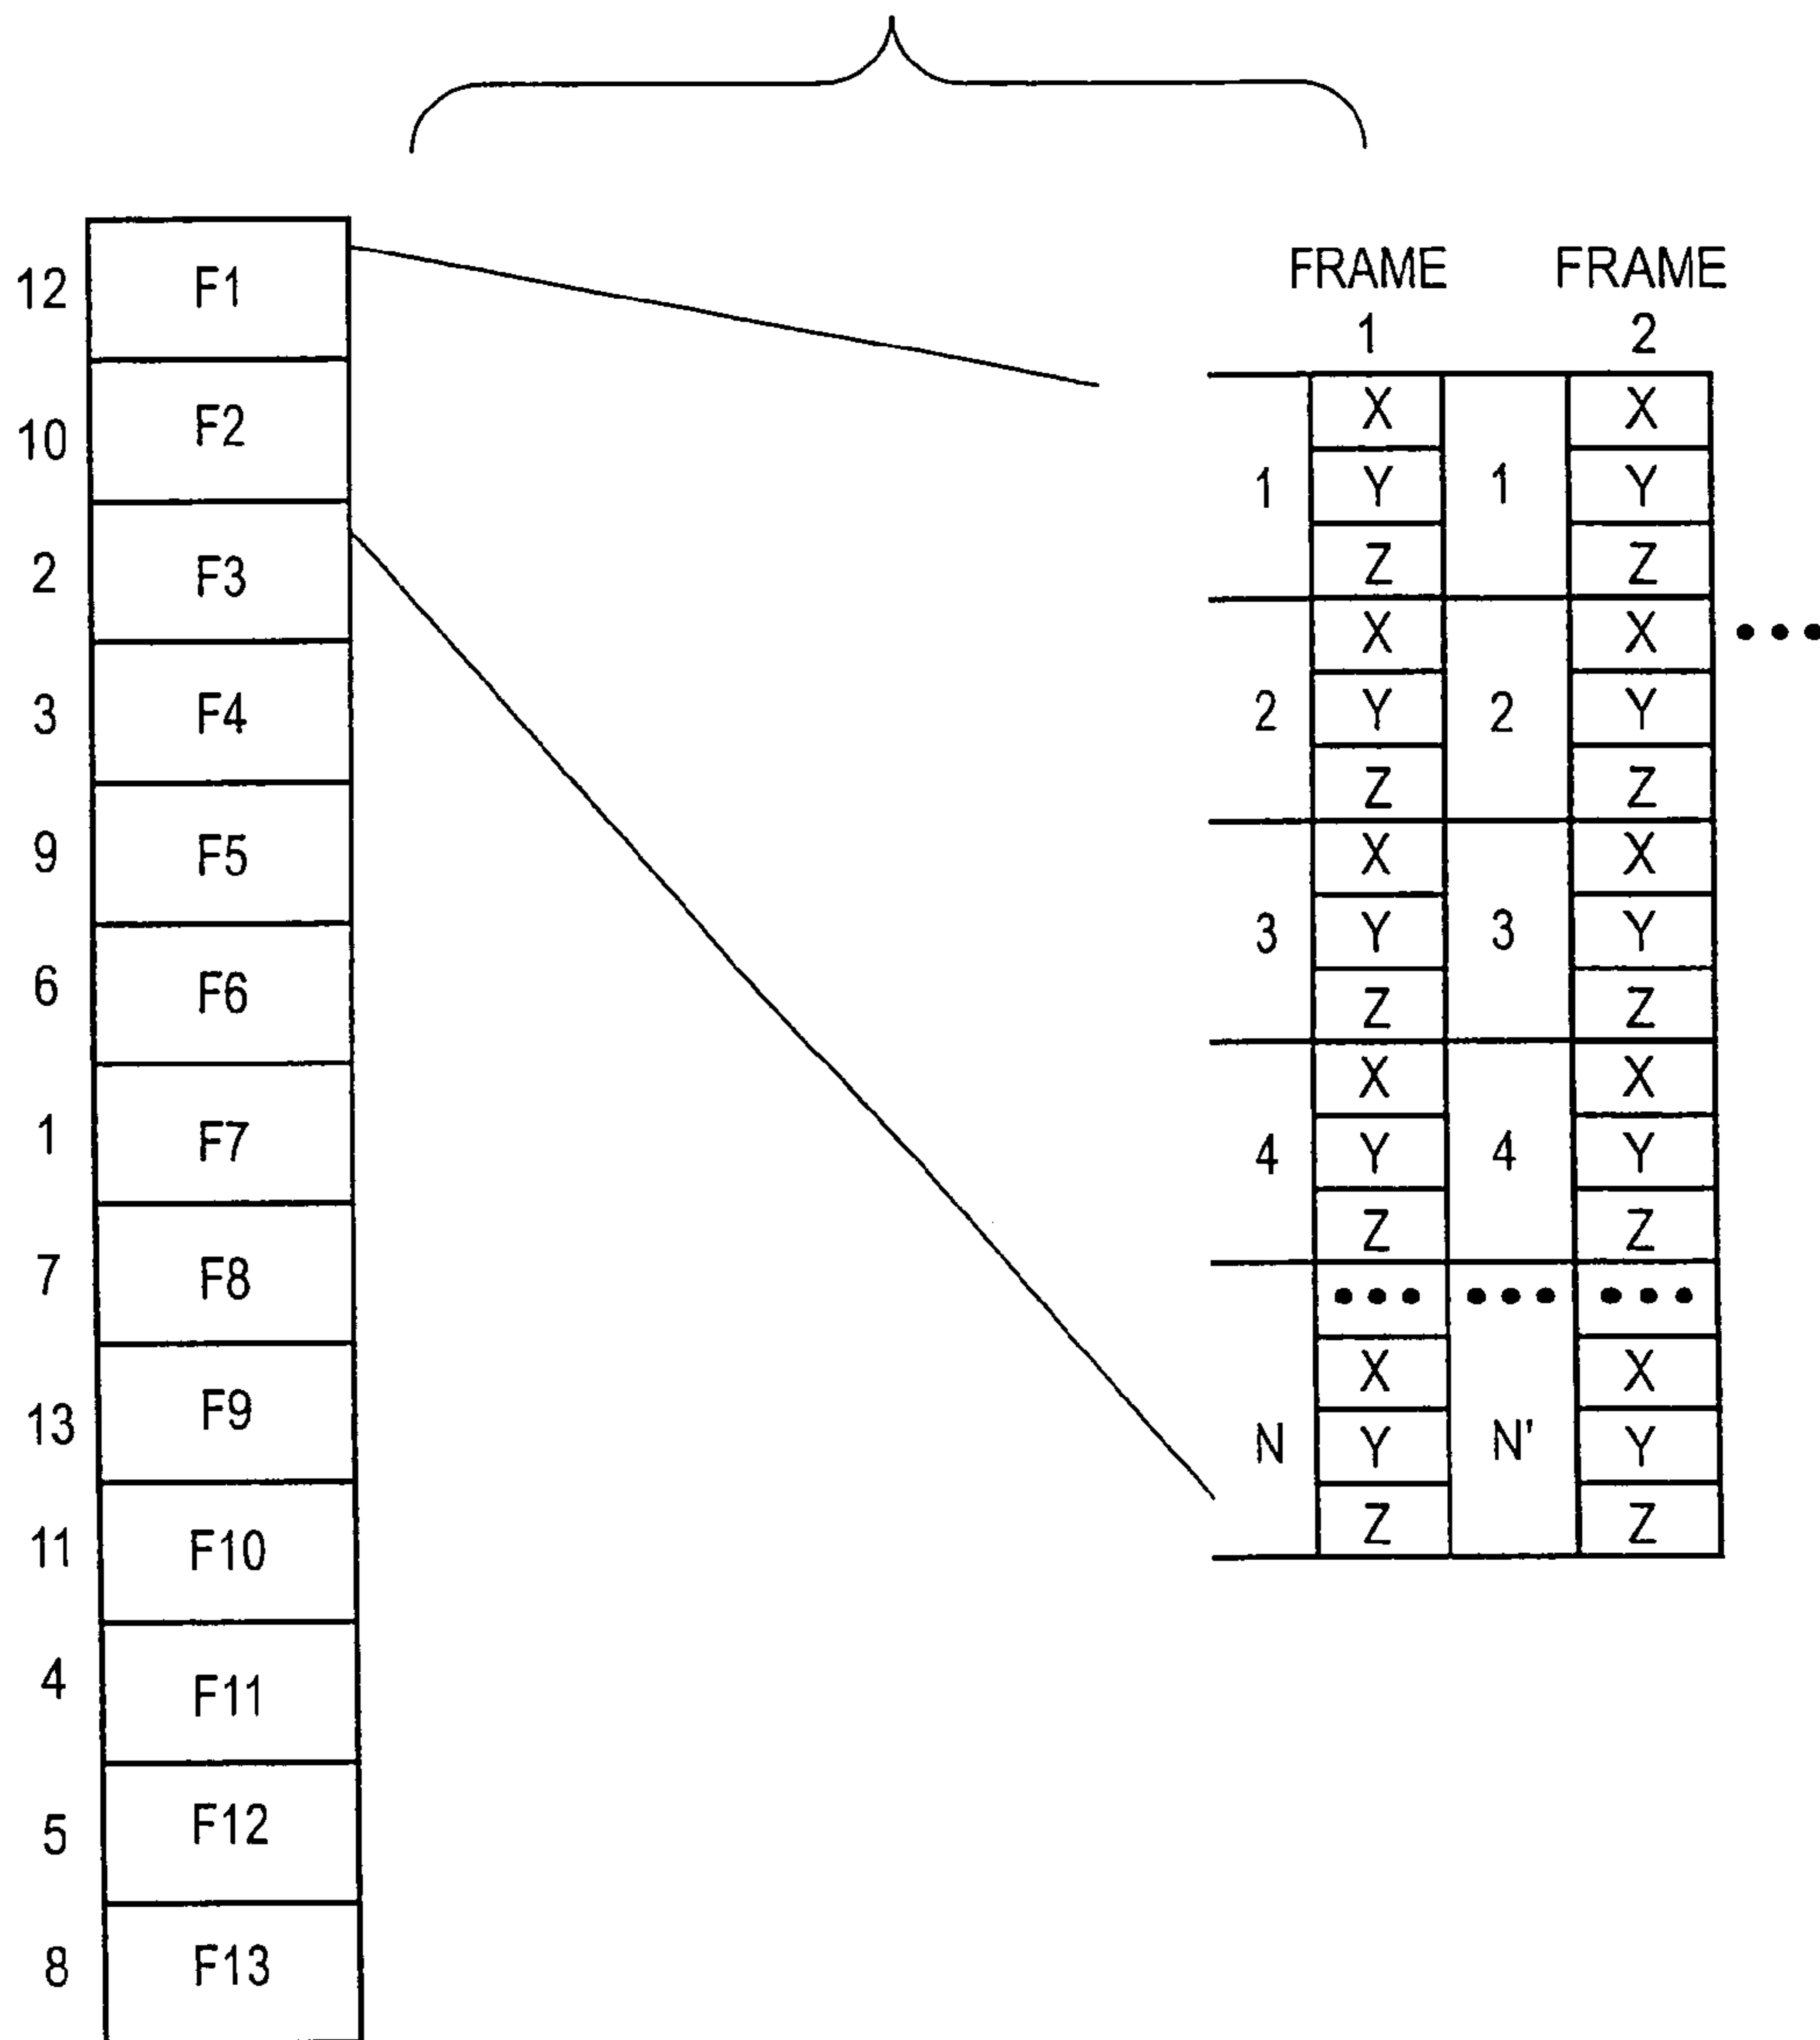 12 F1
10 F2
2 F3
3 F4
9 F5
6 F6
1 F7
7 F8
13 F9
11 F10
4 F11
5 F12
8 F13
FRAME FRAME
1 2
X X
1 Y 1 Y
Z Z
X X •••
2 Y 2 Y
Z Z
X X
3 Y 3 Y
Z Z
X X
4 Y 4 Y
Z Z
••• ••• •••
X X
N Y N' Y
Z Z